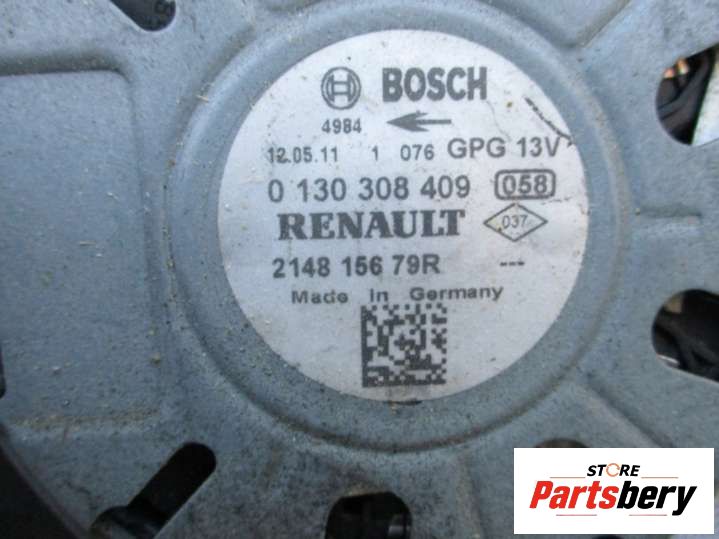 BOSCH
4984
12.05.11 1 076 GPG 13V
0 130 308 409 058
RENAULT 037
2148 156 79R ---
Made in Germany
STORE
Partsbery